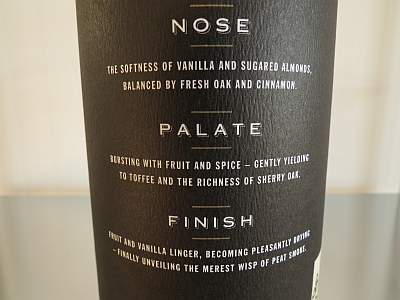 NOSE
THE SOFTNESS OF VANILLA AND SUGARED ALMONDS,
BALANCED BY FRESH OAK AND CINNAMON.
PALATE
BURSTING WITH FRUIT AND SPICE – GENTLY YIELDING
TO TOFFEE AND THE RICHNESS OF SHERRY OAK.
FINISH
FRUIT AND VANILLA LINGER, BECOMING PLEASANTLY DRYING
– FINALLY UNVEILING THE MEREST WISP OF PEAT SMOKE.